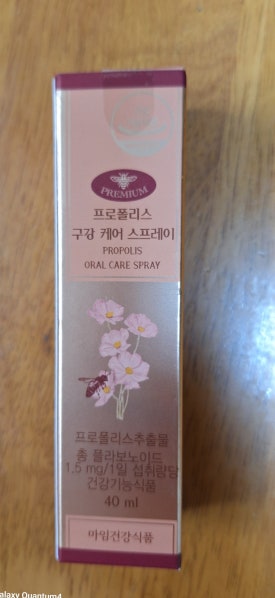 PREMIUM
프로폴리스
구강 케어 스프레이
PROPOLIS
ORAL CARE SPRAY
프로폴리스추출물
총 플라보노이드
1.5 mg/1일 섭취량당
건강기능식품
40 ml
마임건강식품
alaxy Quantum4